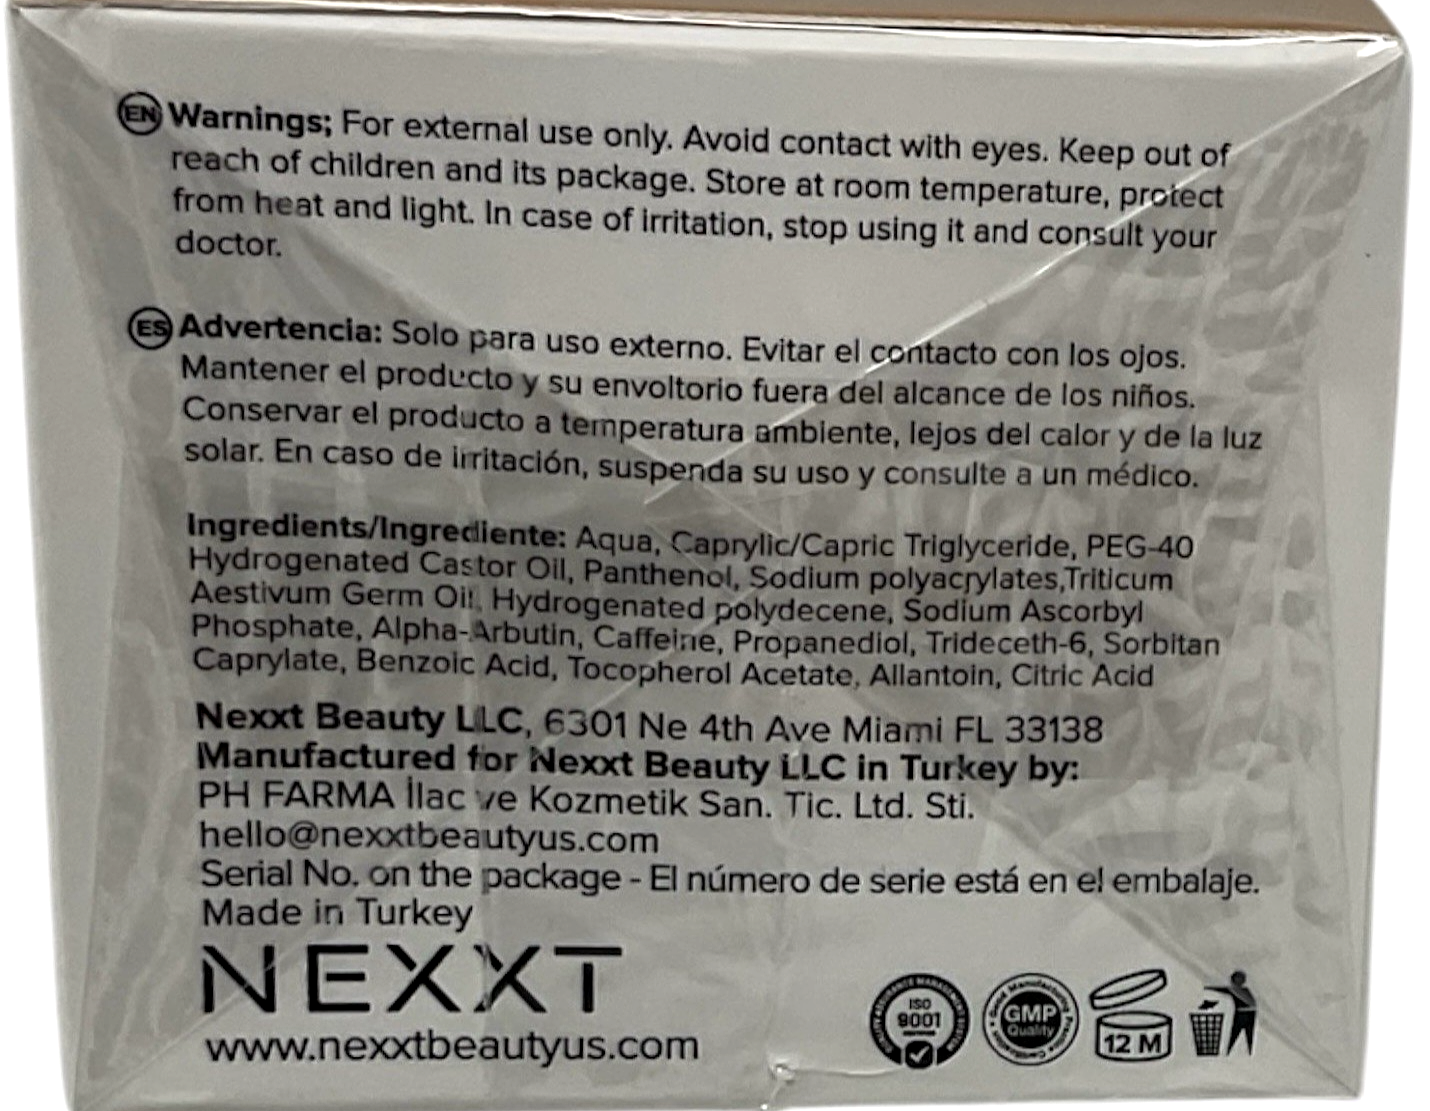 EN Warnings; For external use only. Avoid contact with eyes. Keep out of
reach of children and its package. Store at room temperature, protect
from heat and light. In case of irritation, stop using it and consult your
doctor.
ES Advertencia: Solo para uso externo. Evitar el contacto con los ojos.
Mantener el producto y su envoltorio fuera del alcance de los niños.
Conservar el producto a temperatura ambiente, lejos del calor y de la luz
solar. En caso de irritación, suspenda su uso y consulte a un médico.
Ingredients/Ingrediente: Aqua, Caprylic/Capric Triglyceride, PEG-40
Hydrogenated Castor Oil, Panthenol, Sodium polyacrylates,Triticum
Aestivum Germ Oil, Hydrogenated polydecene, Sodium Ascorbyl
Phosphate, Alpha-Arbutin, Caffeine, Propanediol, Trideceth-6, Sorbitan
Caprylate, Benzoic Acid, Tocopherol Acetate, Allantoin, Citric Acid
Nexxt Beauty LLC, 6301 Ne 4th Ave Miami FL 33138
Manufactured for Nexxt Beauty LLC in Turkey by:
PH FARMA İlac ve Kozmetik San. Tic. Ltd. Sti.
hello@nexxtbeautyus.com
Serial No. on the package - El número de serie está en el embalaje.
Made in Turkey
NEXXT
www.nexxtbeautyus.com
ISO
9001
Good Manufacturing
GMP
Quality
12 M